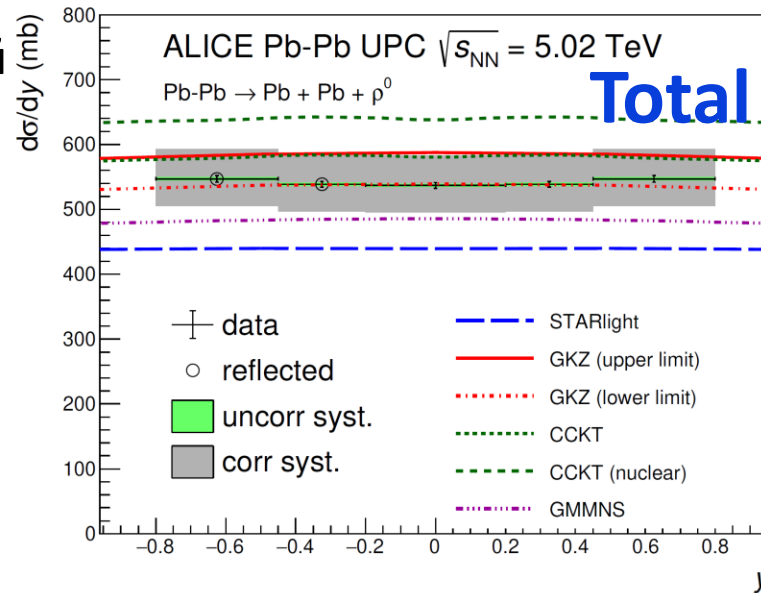 800
ALICE Pb-Pb UPC √sNN = 5.02 TeV
Pb-Pb → Pb + Pb + ρ0
Total
dσ/dy (mb)
700
600
500
400
300
200
100
0
data
reflected
uncorr syst.
corr syst.
STARlight
GKZ (upper limit)
GKZ (lower limit)
CCKT
CCKT (nuclear)
GMMNS
−0.8 −0.6 −0.4 −0.2 0 0.2 0.4 0.6 0.8